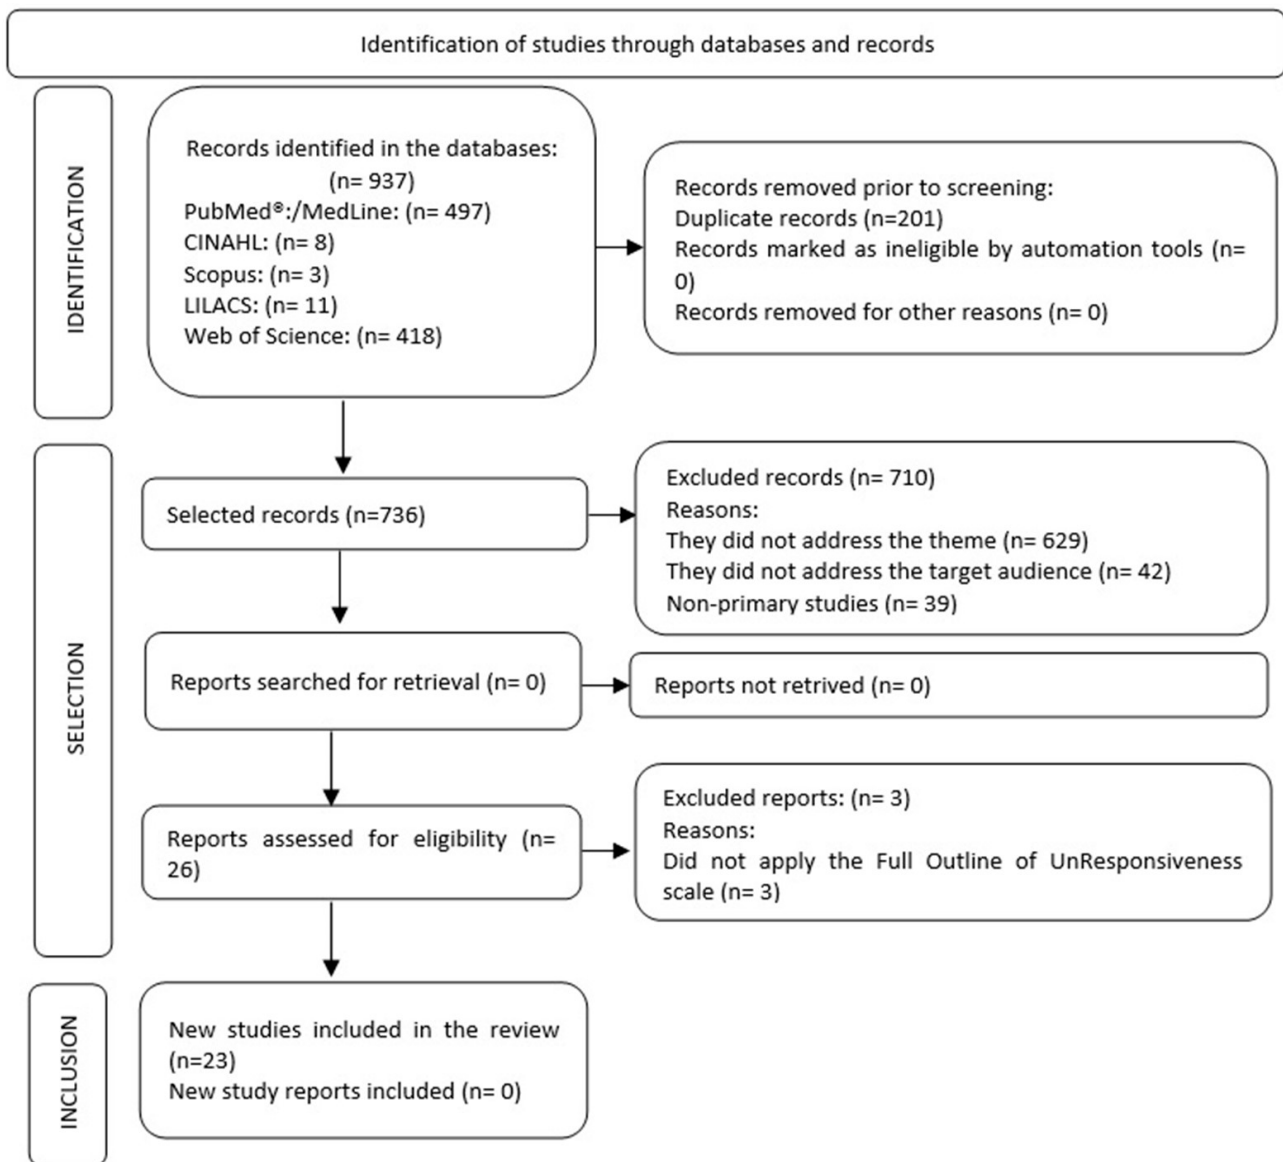 Identification of studies through databases and records
IDENTIFICATION
Records identified in the databases:
(n= 937)
PubMed®:/MedLine: (n= 497)
CINAHL: (n= 8)
Scopus: (n= 3)
LILACS: (n= 11)
Web of Science: (n= 418)
Records removed prior to screening:
Duplicate records (n=201)
Records marked as ineligible by automation tools (n=
0)
Records removed for other reasons (n= 0)
SELECTION
Selected records (n=736)
Excluded records (n= 710)
Reasons:
They did not address the theme (n= 629)
They did not address the target audience (n= 42)
Non-primary studies (n= 39)
Reports searched for retrieval (n= 0)
Reports not retrived (n= 0)
Reports assessed for eligibility (n=
26)
Excluded reports: (n= 3)
Reasons:
Did not apply the Full Outline of UnResponsiveness
scale (n= 3)
INCLUSION
New studies included in the review
(n=23)
New study reports included (n= 0)